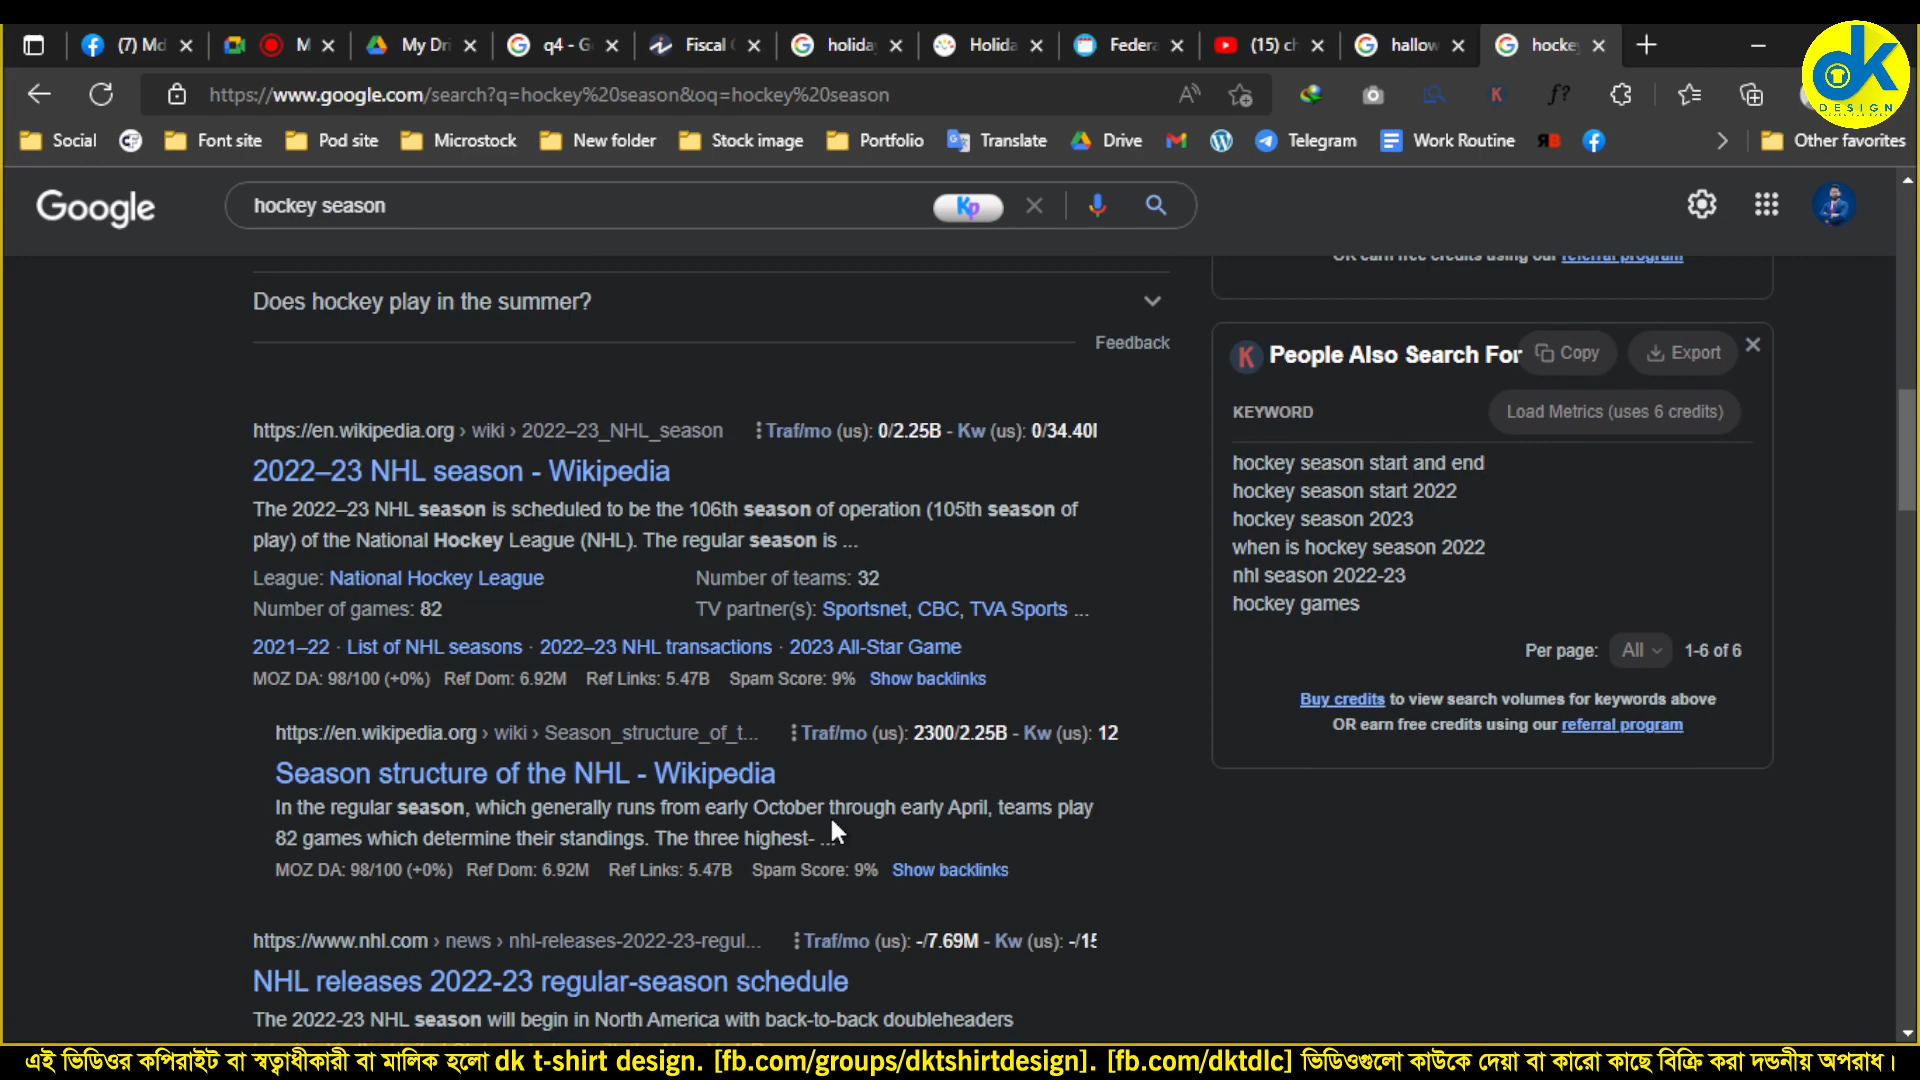 (7) Md
M
My Dri
q4 - G
Fiscal
holida
Holida
Federa
(15) ch
hallow
hocke
https://www.google.com/search?q=hockey%20season&oq=hockey%20season
Social
Font site
Pod site
Microstock
New folder
Stock image
Portfolio
Translate
Drive
Telegram
Work Routine
Other favorites
dk
DESIGN
Google
hockey season
Kp
OR earn free credits using our referral program
Does hockey play in the summer?
Feedback
People Also Search For
Copy
Export
KEYWORD
Load Metrics (uses 6 credits)
hockey season start and end
hockey season start 2022
hockey season 2023
when is hockey season 2022
nhl season 2022-23
hockey games
Per page: All 1-6 of 6
Buy credits to view search volumes for keywords above
OR earn free credits using our referral program
https://en.wikipedia.org › wiki › 2022–23_NHL_season Traf/mo (us): 0/2.25B - Kw (us): 0/34.40
2022–23 NHL season - Wikipedia
The 2022–23 NHL season is scheduled to be the 106th season of operation (105th season of
play) of the National Hockey League (NHL). The regular season is ...
League: National Hockey League Number of teams: 32
Number of games: 82 TV partner(s): Sportsnet, CBC, TVA Sports ...
2021–22 · List of NHL seasons · 2022–23 NHL transactions · 2023 All-Star Game
MOZ DA: 98/100 (+0%) Ref Dom: 6.92M Ref Links: 5.47B Spam Score: 9% Show backlinks
https://en.wikipedia.org › wiki › Season_structure_of_t... Traf/mo (us): 2300/2.25B - Kw (us): 12
Season structure of the NHL - Wikipedia
In the regular season, which generally runs from early October through early April, teams play
82 games which determine their standings. The three highest- ...
MOZ DA: 98/100 (+0%) Ref Dom: 6.92M Ref Links: 5.47B Spam Score: 9% Show backlinks
https://www.nhl.com › news › nhl-releases-2022-23-regul... Traf/mo (us): -/7.69M - Kw (us): -/15
NHL releases 2022-23 regular-season schedule
The 2022-23 NHL season will begin in North America with back-to-back doubleheaders
এই ভিডিওর কপিরাইট বা স্বত্বাধীকারী বা মালিক হলো dk t-shirt design. [fb.com/groups/dktshirtdesign]. [fb.com/dktdlc] ভিডিওগুলো কাউকে দেয়া বা কারো কাছে বিক্রি করা দন্ডনীয় অপরাধ।